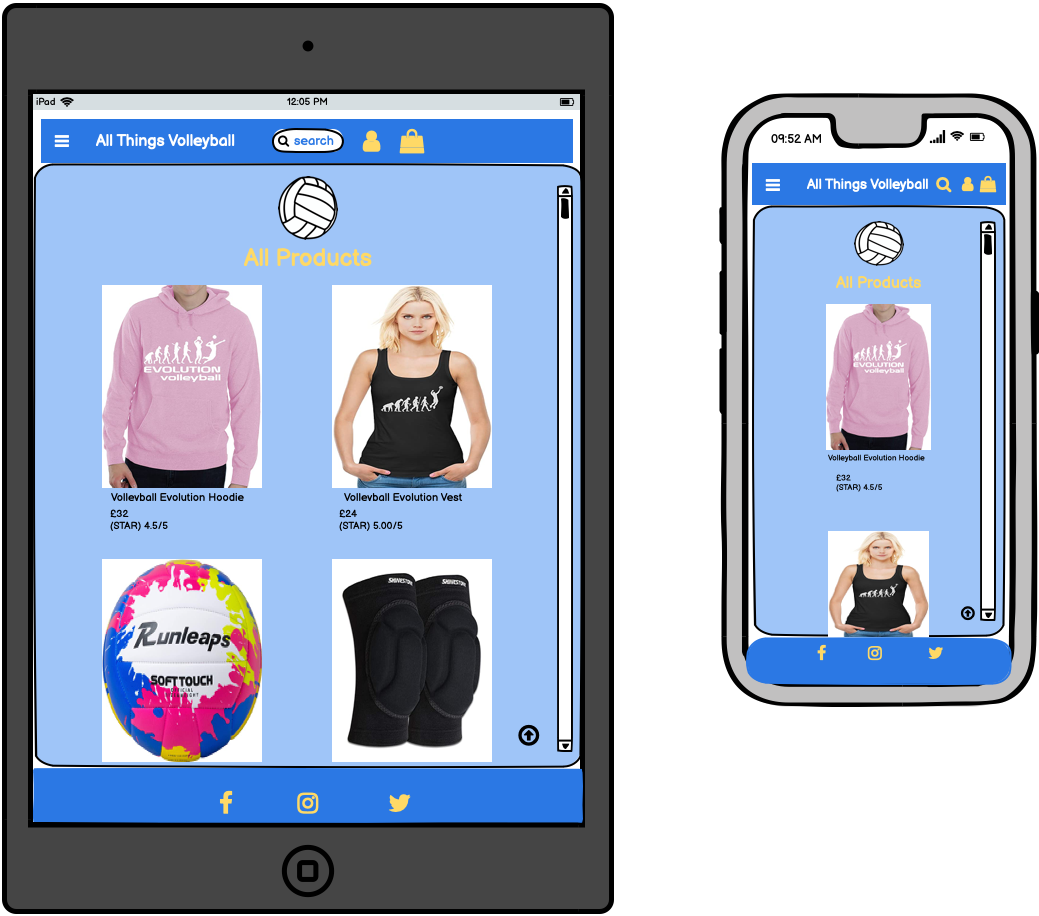 iPad
12:05 PM
All Things Volleyball
search
All Products
EVOLUTION
volleyball
Volleyball Evolution Hoodie
£32
(STAR) 4.5/5
Volleyball Evolution Vest
£24
(STAR) 5.00/5
Runleaps
SOFT TOUCH
OFFICIAL
09:52 AM
All Things Volleyball
All Products
EVOLUTION
volleyball
Volleyball Evolution Hoodie
£32
(STAR) 4.5/5